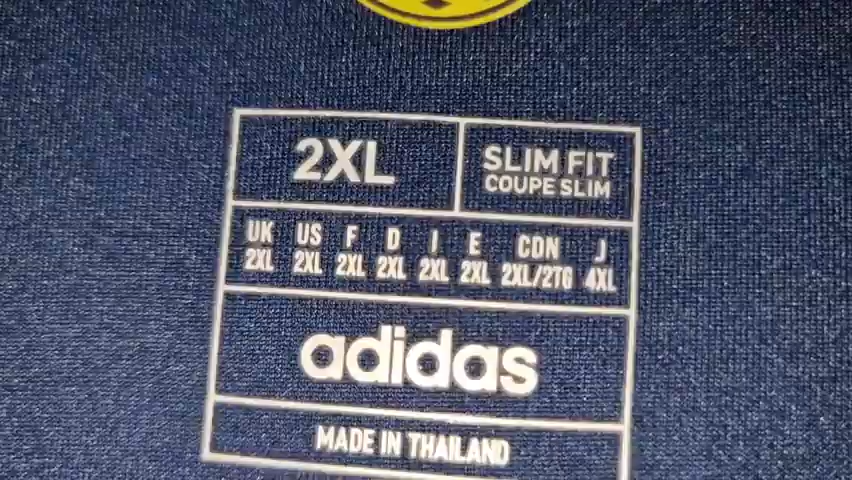 2XL
SLIM FIT
COUPE SLIM
UK US F D I E CDN J
2XL 2XL 2XL 2XL 2XL 2XL 2XL/2TG 4XL
adidas
MADE IN THAILAND